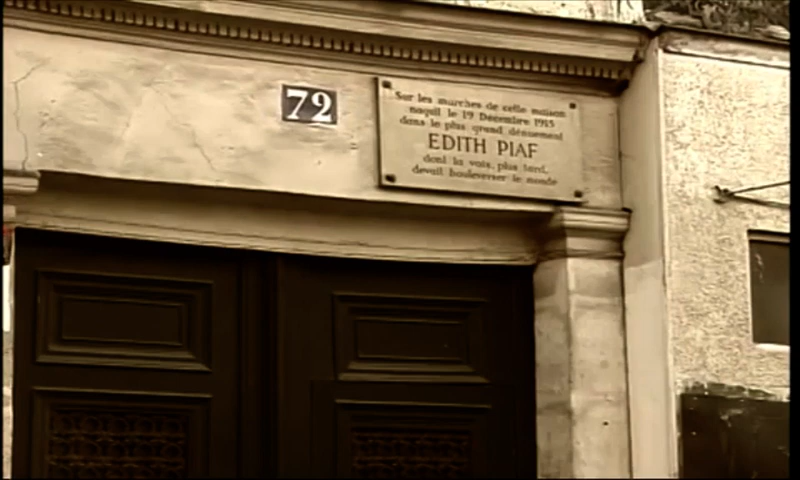 72
Sur les marches de cette maison
naquit le 19 Décembre 1915
dans le plus grand dénuement
EDITH PIAF
dont la voix, plus tard,
devait bouleverser le monde